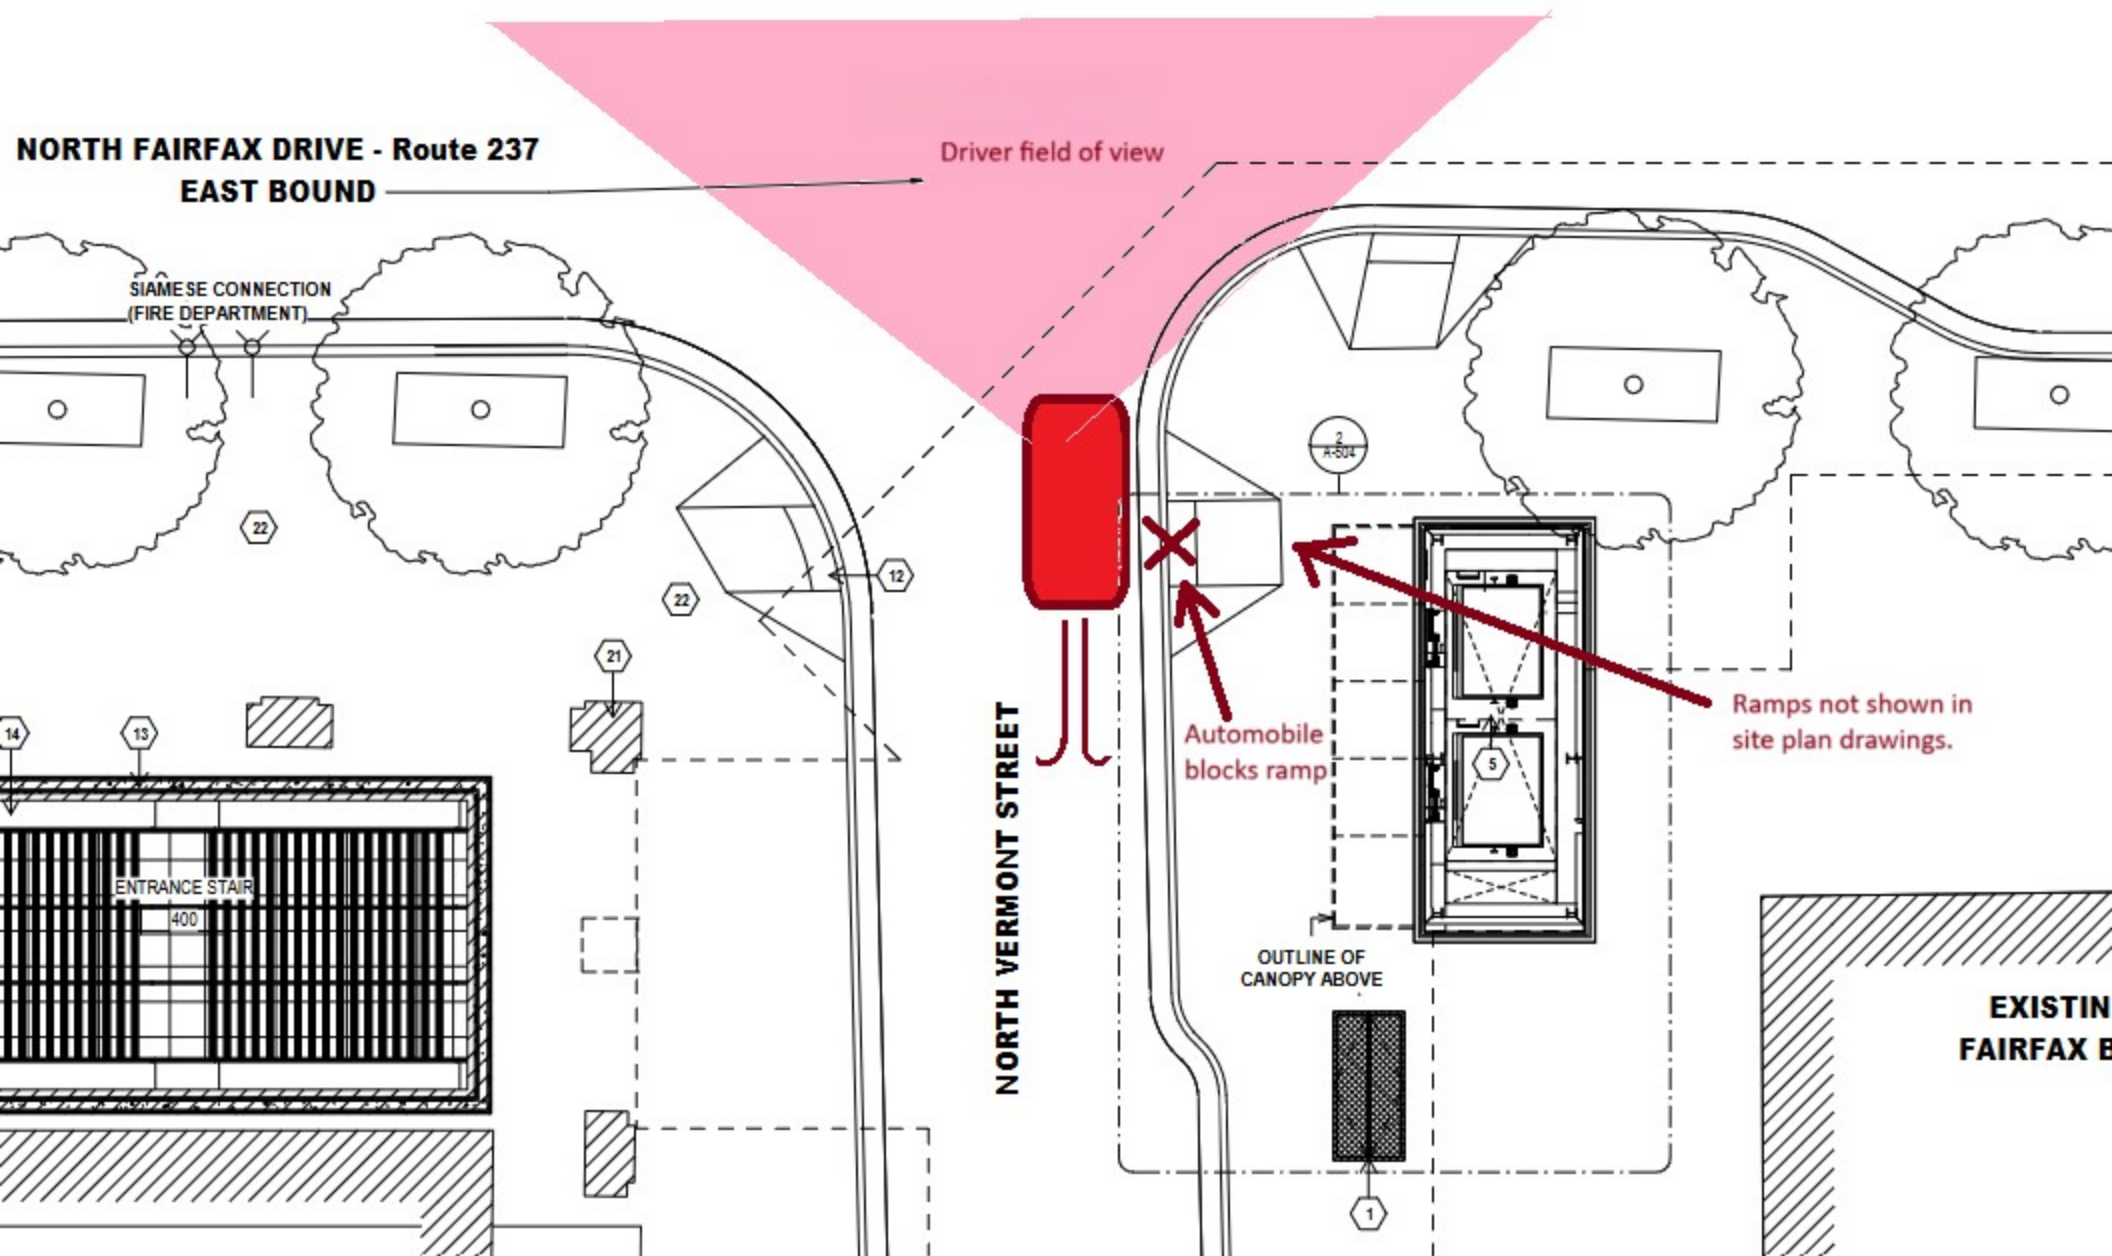 Driver field of view
NORTH FAIRFAX DRIVE - Route 237
EAST BOUND
SIAMESE CONNECTION
(FIRE DEPARTMENT)
2
A-504
22
12
22
21
14
13
5
Ramps not shown in
site plan drawings.
Automobile
blocks ramp
NORTH VERMONT STREET
ENTRANCE STAIR
400
OUTLINE OF
CANOPY ABOVE
EXISTIN
FAIRFAX B
1